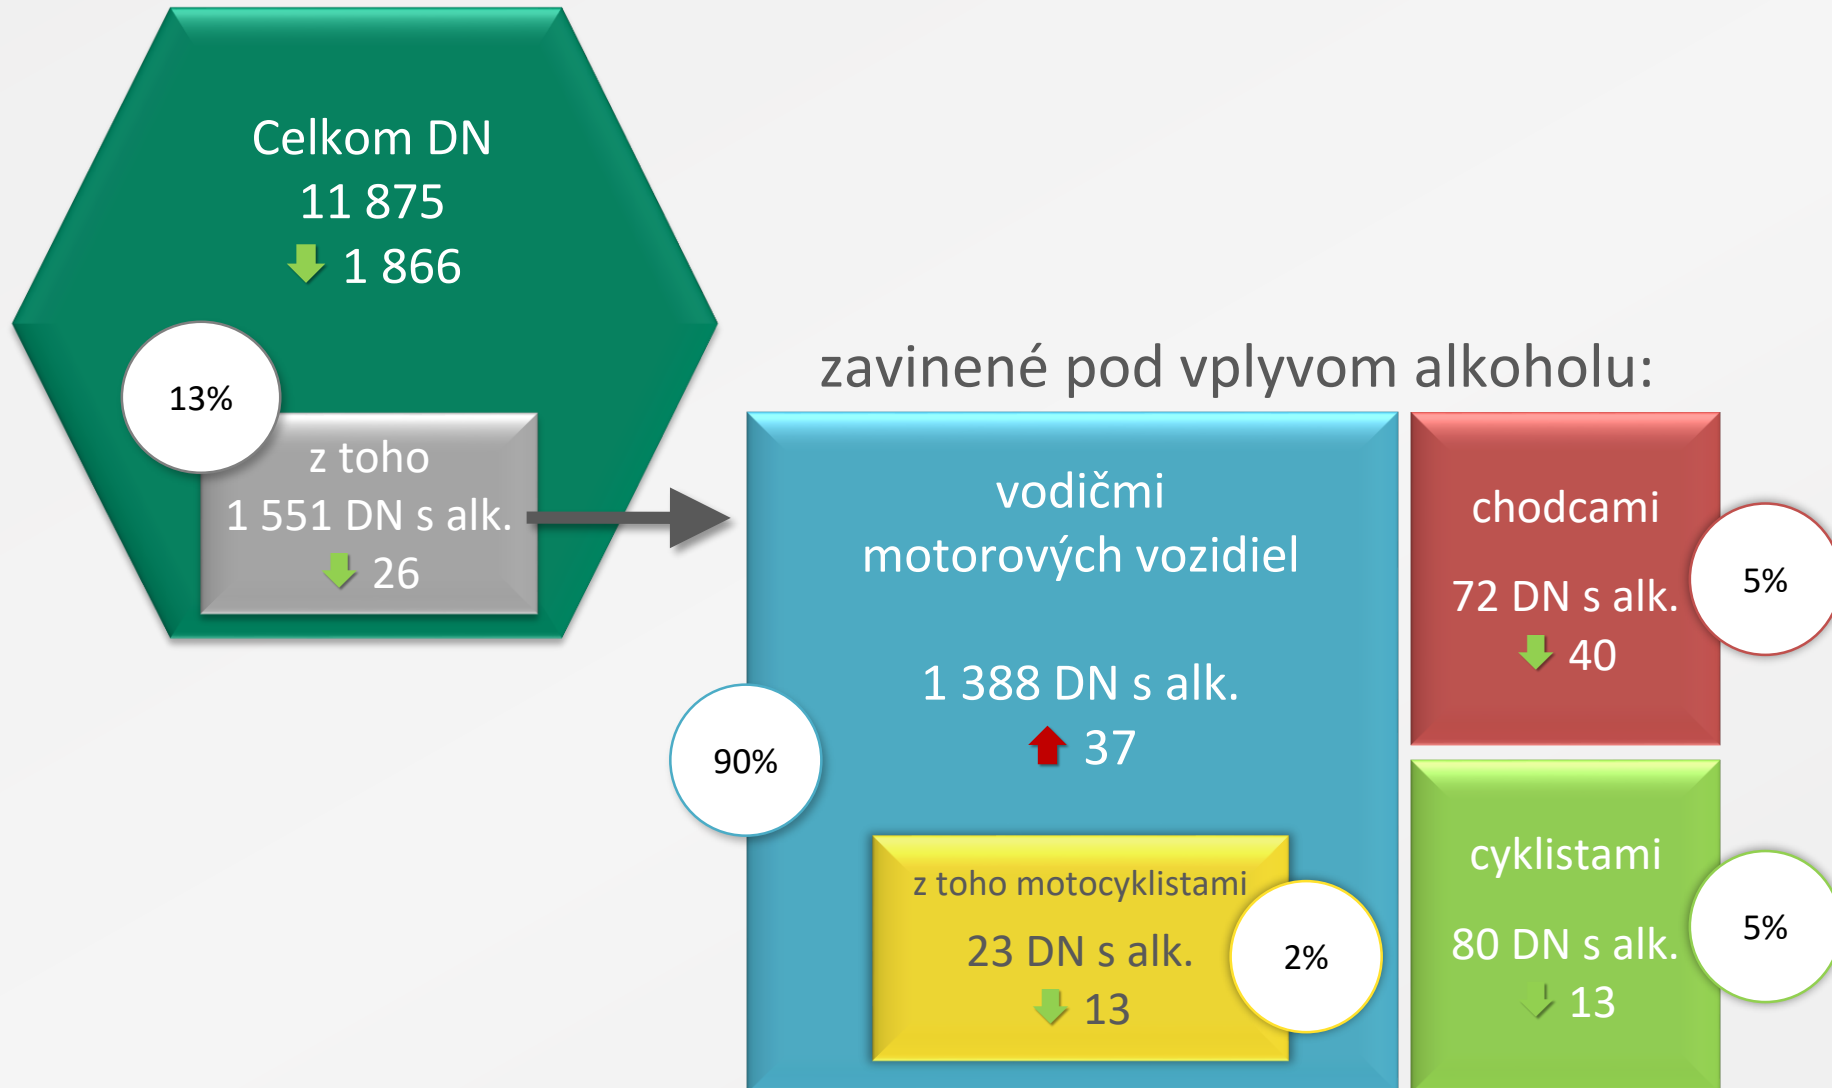 Celkom DN
11 875
1 866
13%
z toho
1 551 DN s alk.
26
zavinené pod vplyvom alkoholu:
vodičmi
motorových vozidiel
1 388 DN s alk.
37
90%
z toho motocyklistami
23 DN s alk.
13
2%
chodcami
72 DN s alk.
40
5%
cyklistami
80 DN s alk.
13
5%